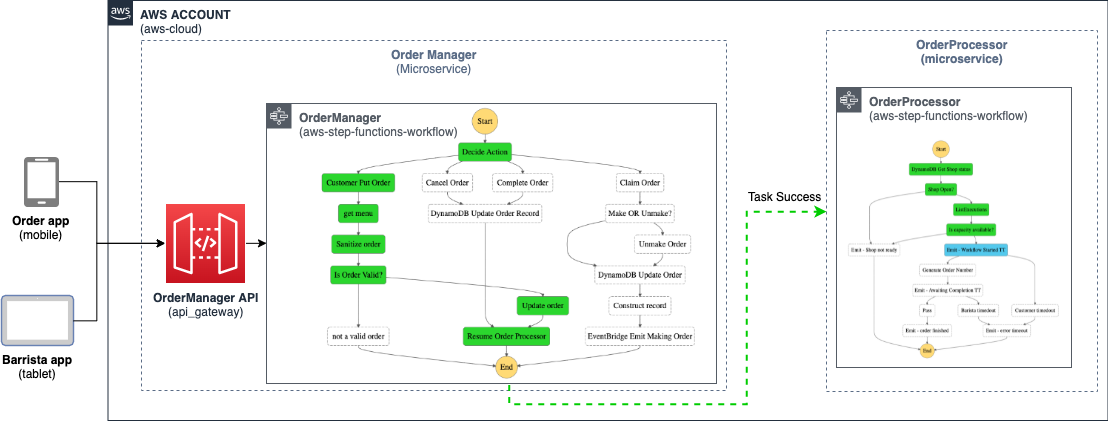 aws
AWS ACCOUNT
(aws-cloud)
Order Manager
(Microservice)
OrderManager
(aws-step-functions-workflow)
Start
Decide Action
Customer Put Order
Cancel Order
Complete Order
Claim Order
get menu
DynamoDB Update Order Record
Make OR Unmake?
Sanitize order
Unmake Order
Is Order Valid?
DynamoDB Update Order
Update order
Construct record
not a valid order
Resume Order Processor
EventBridge Emit Making Order
End
Order app
(mobile)
OrderManager API
(api_gateway)
Barrista app
(tablet)
Task Success
OrderProcessor
(microservice)
OrderProcessor
(aws-step-functions-workflow)
Start
DynamoDB Get Shop status
Shop Open?
ListExecutions
Is capacity available?
Emit - Shop not ready
Emit - Workflow Started TT
Generate Order Number
Emit - Awaiting Completion TT
Pass
Barista timedout
Customer timedout
Emit - order finished
Emit - error timeout
End